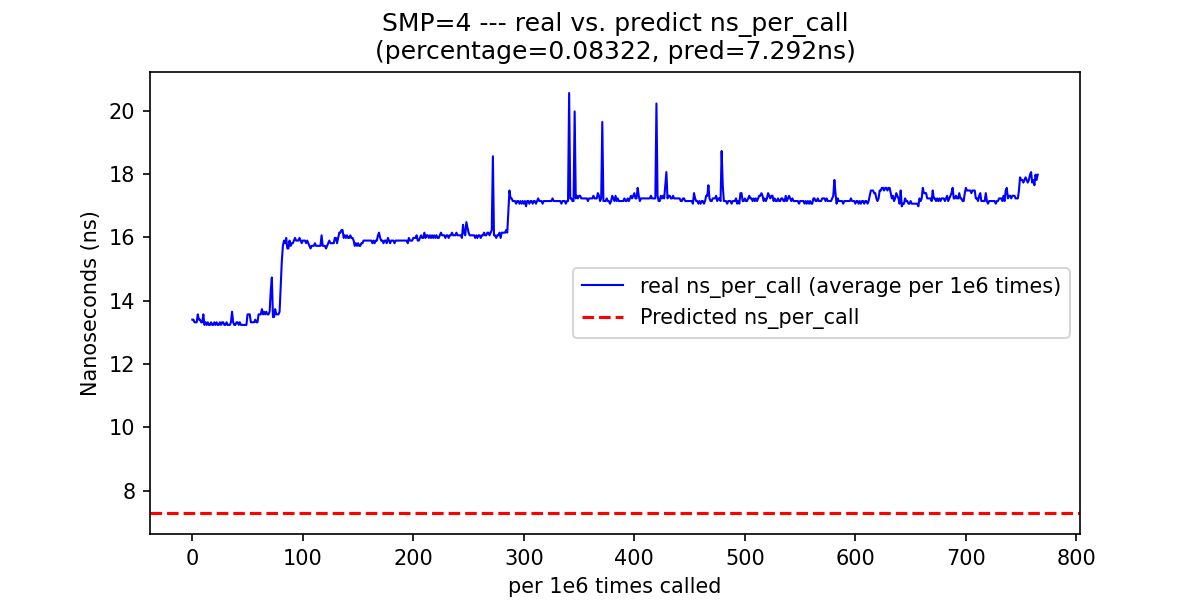 SMP=4 --- real vs. predict ns_per_call
(percentage=0.08322, pred=7.292ns)
Nanoseconds (ns)
20
18
16
14
12
10
8
real ns_per_call (average per 1e6 times)
Predicted ns_per_call
0 100 200 300 400 500 600 700 800
per 1e6 times called